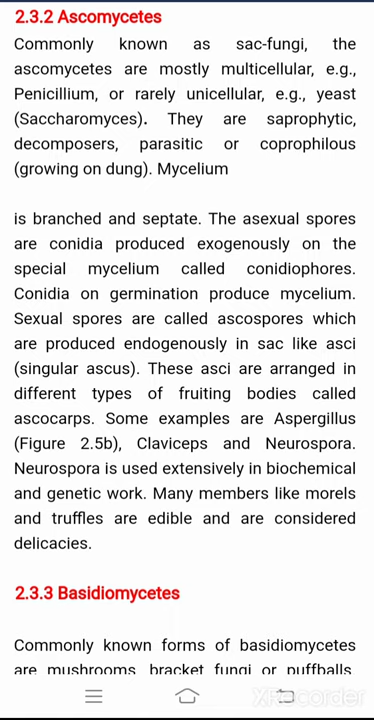 2.3.2 Ascomycetes
Commonly known as sac-fungi, the
ascomycetes are mostly multicellular, e.g.,
Penicillium, or rarely unicellular, e.g., yeast
(Saccharomyces). They are saprophytic,
decomposers, parasitic or coprophilous
(growing on dung). Mycelium
is branched and septate. The asexual spores
are conidia produced exogenously on the
special mycelium called conidiophores.
Conidia on germination produce mycelium.
Sexual spores are called ascospores which
are produced endogenously in sac like asci
(singular ascus). These asci are arranged in
different types of fruiting bodies called
ascocarps. Some examples are Aspergillus
(Figure 2.5b), Claviceps and Neurospora.
Neurospora is used extensively in biochemical
and genetic work. Many members like morels
and truffles are edible and are considered
delicacies.
2.3.3 Basidiomycetes
Commonly known forms of basidiomycetes
are mushrooms, bracket fungi or puffballs.
XRecorder